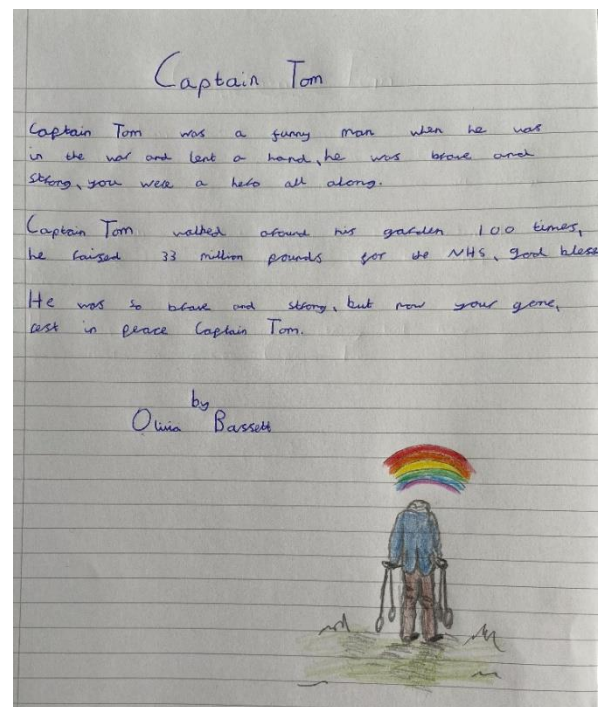 Captain Tom
Captain Tom was a funny man when he was
in the war and lent a hand, he was brave and
strong, you were a hero all along.
Captain Tom walked around his garden 100 times,
he raised 33 million pounds for the NHS, god bless
He was so brave and strong, but now your gone,
rest in peace Captain Tom.
by
Olivia Bassett